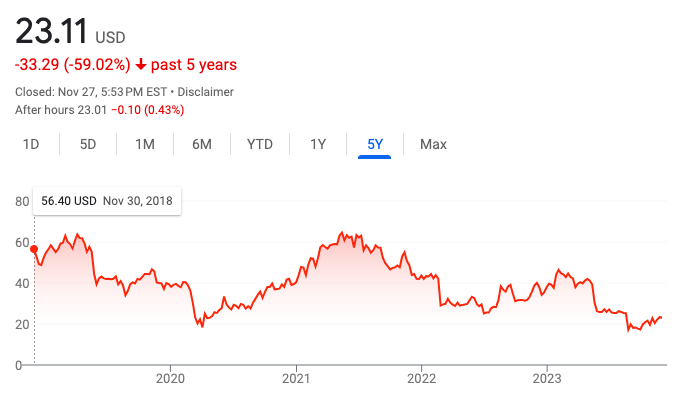 23.11 USD
-33.29 (-59.02%) ↓ past 5 years
Closed: Nov 27, 5:53 PM EST • Disclaimer
After hours 23.01 −0.10 (0.43%)
1D 5D 1M 6M YTD 1Y 5Y Max
56.40 USD Nov 30, 2018
80
60
40
20
0
2020 2021 2022 2023